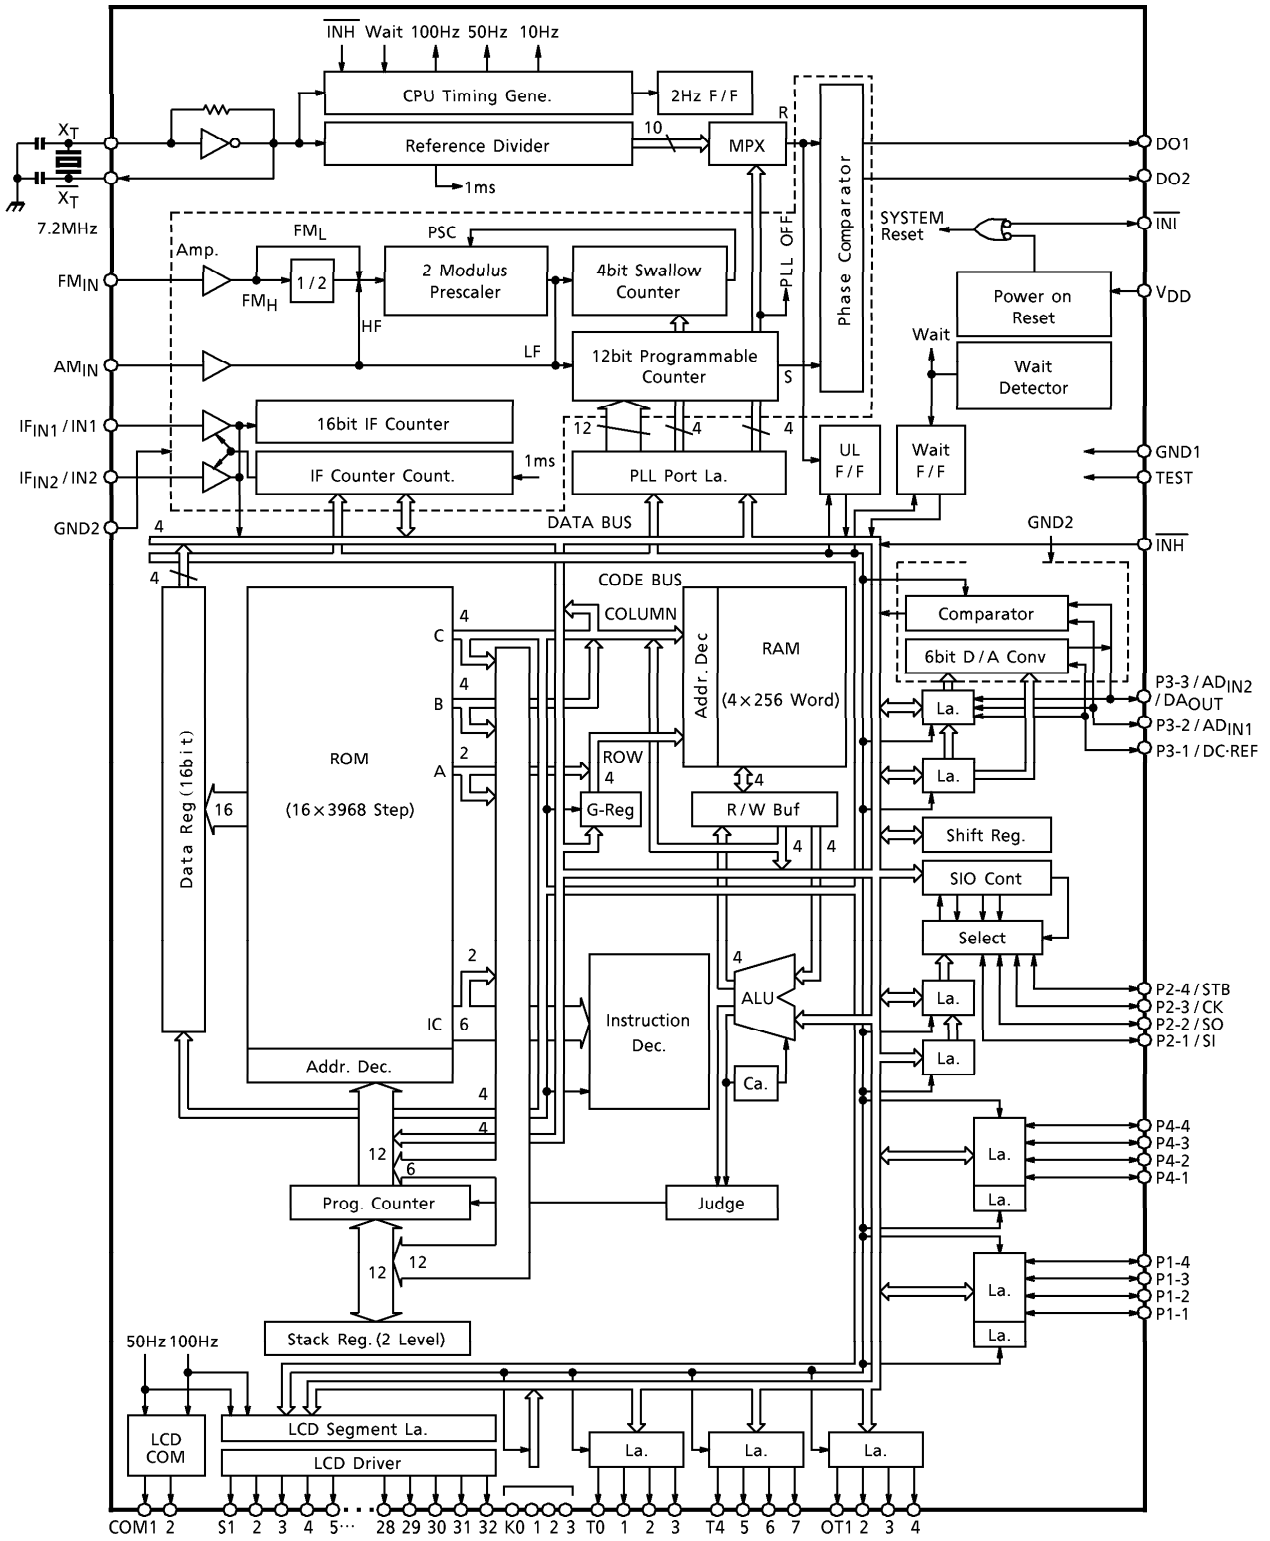 INH Wait 100Hz 50Hz 10Hz
CPU Timing Gene.
2Hz F/F
XT
XT
7.2MHz
Reference Divider
10
MPX
R
1ms
Phase Comparator
DO1
DO2
SYSTEM
Reset
INI
Power on
Reset
VDD
Wait
Wait
Detector
Amp.
FML
FMH
1/2
PSC
2 Modulus
Prescaler
4bit Swallow
Counter
PLL OFF
FMIN
HF
LF
AMIN
12bit Programmable
Counter
S
IFIN1/IN1
16bit IF Counter
12
4
4
IFIN2/IN2
IF Counter Count.
1ms
PLL Port La.
UL
F/F
Wait
F/F
GND1
TEST
GND2
4
DATA BUS
GND2
INH
4
CODE BUS
Data Reg (16bit)
16
ROM
(16×3968 Step)
C
4
B
4
A
2
COLUMN
ROW
4
G-Reg
Addr. Dec
RAM
(4×256 Word)
4
R/W Buf
4
4
Comparator
6bit D/A Conv
La.
La.
P3-3/ADIN2
/DAOUT
P3-2/ADIN1
P3-1/DC·REF
Shift Reg.
SIO Cont
Select
La.
La.
P2-4/STB
P2-3/CK
P2-2/SO
P2-1/SI
2
IC
6
Instruction
Dec.
4
ALU
Ca.
Addr. Dec.
4
4
12
6
Prog. Counter
Judge
12
12
Stack Reg. (2 Level)
La.
La.
P4-4
P4-3
P4-2
P4-1
La.
La.
P1-4
P1-3
P1-2
P1-1
50Hz 100Hz
LCD
COM
LCD Segment La.
LCD Driver
La.
La.
La.
COM1 2 S1 2 3 4 5··· 28 29 30 31 32 K0 1 2 3 T0 1 2 3 T4 5 6 7 OT1 2 3 4